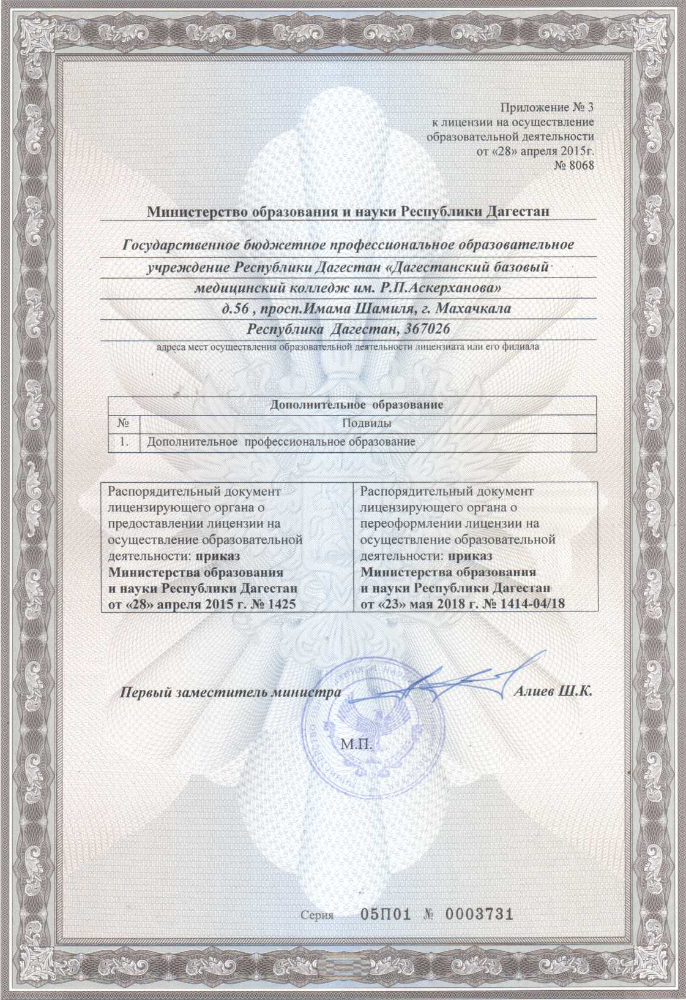 Приложение № 3
к лицензии на осуществление
образовательной деятельности
от «28» апреля 2015г.
№ 8068
Министерство образования и науки Республики Дагестан
Государственное бюджетное профессиональное образовательное
учреждение Республики Дагестан «Дагестанский базовый
медицинский колледж им. Р.П.Аскерханова»
д.56 , просп.Имама Шамиля, г. Махачкала
Республика Дагестан, 367026
адреса мест осуществления образовательной деятельности лицензиата или его филиала
Дополнительное образование
№ Подвиды
1. Дополнительное профессиональное образование
Распорядительный документ
лицензирующего органа о
предоставлении лицензии на
осуществление образовательной
деятельности: приказ
Министерства образования
и науки Республики Дагестан
от «28» апреля 2015 г. № 1425
Распорядительный документ
лицензирующего органа о
переоформлении лицензии на
осуществление образовательной
деятельности: приказ
Министерства образования
и науки Республики Дагестан
от «23» мая 2018 г. № 1414-04/18
Первый заместитель министра Алиев Ш.К.
М.П.
Серия 05П01 № 0003731